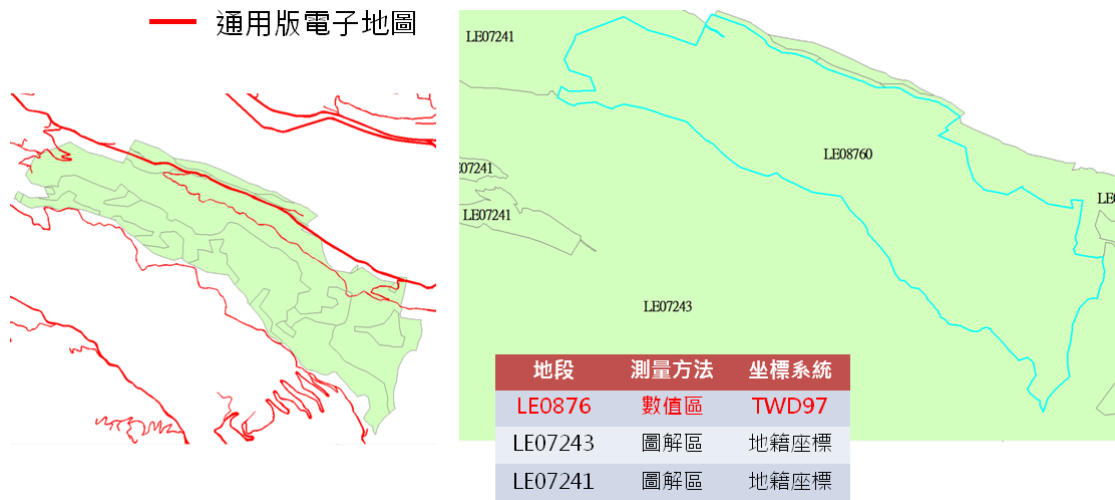 通用版電子地圖
LE07241
LE08760
E07241
LE0
LE07241
LE07243
地段 測量方法 坐標系統
LE0876 數值區 TWD97
LE07243 圖解區 地籍座標
LE07241 圖解區 地籍座標